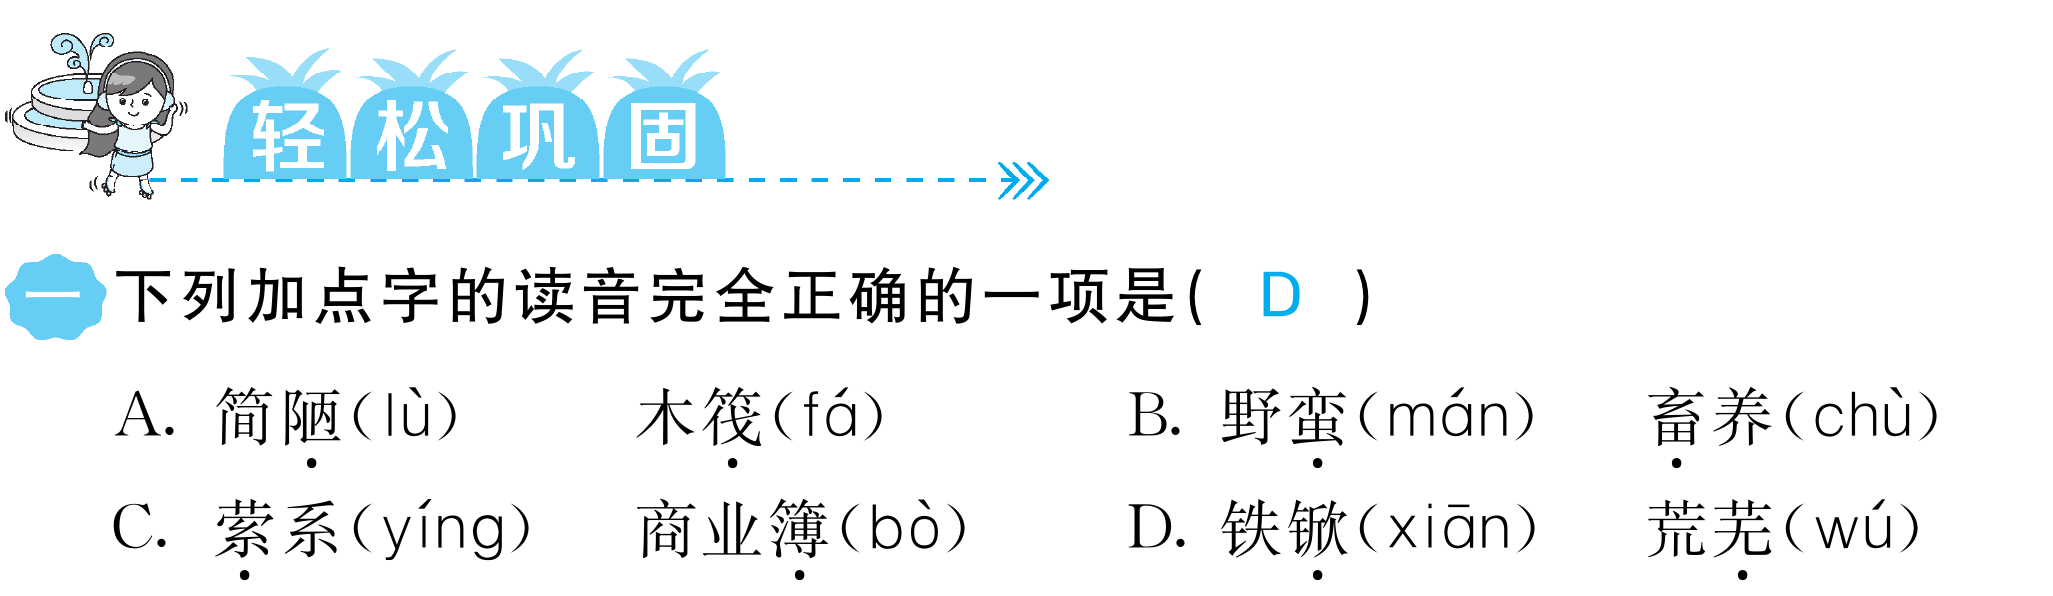 轻松巩固
一 下列加点字的读音完全正确的一项是( D )
A. 简陋(lù) 木筏(fá) B. 野蛮(mán) 畜养(chù)
C. 萦系(yíng) 商业簿(bò) D. 铁锨(xiān) 荒芜(wú)